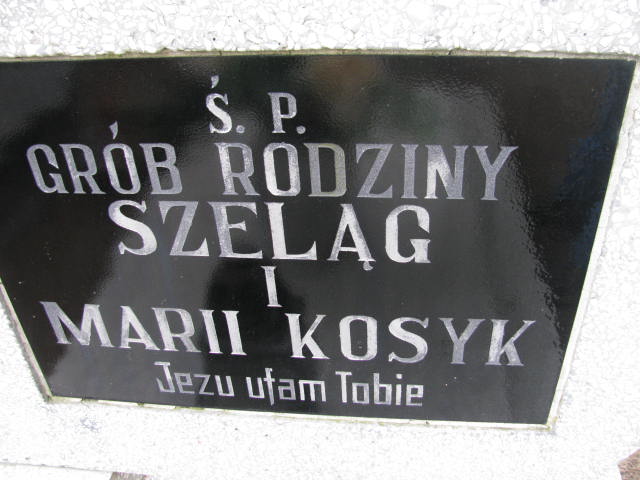 Ś. P.
GRÓB RODZINY
SZELĄG
I
MARII KOSYK
Jezu ufam Tobie